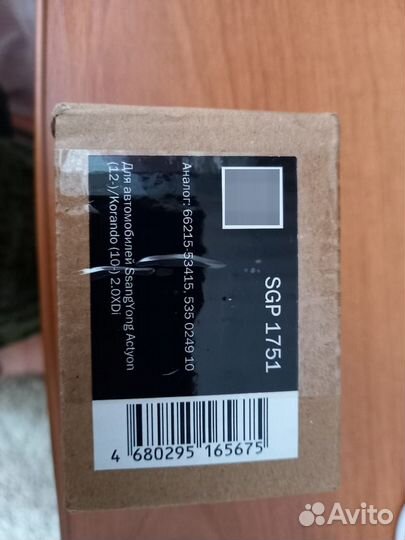 SGP 1751
Аналог: 66215-53415, 535 0249 10
Для автомобилей SsangYong Actyon
(12-)/Korando (10-) 2.0XDi
4 680295 165675
Avito